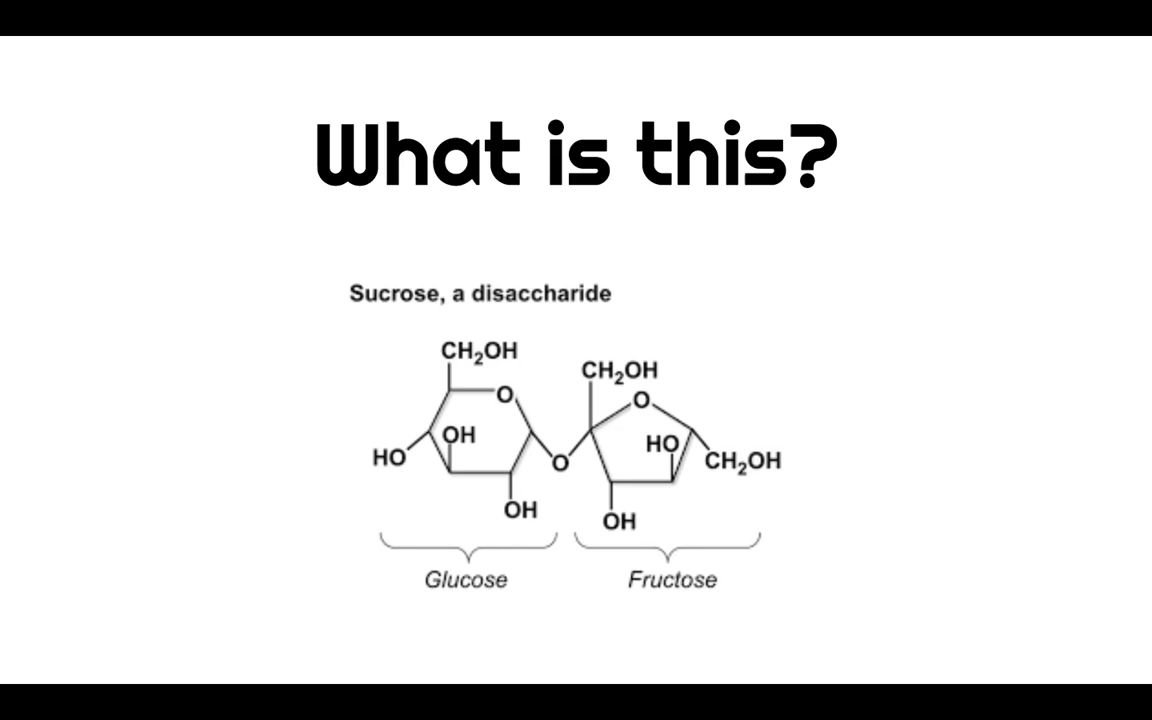 What is this?
Sucrose, a disaccharide
CH₂OH
CH₂OH
O
O
OH
HO
HO
O
CH₂OH
OH
OH
Glucose
Fructose